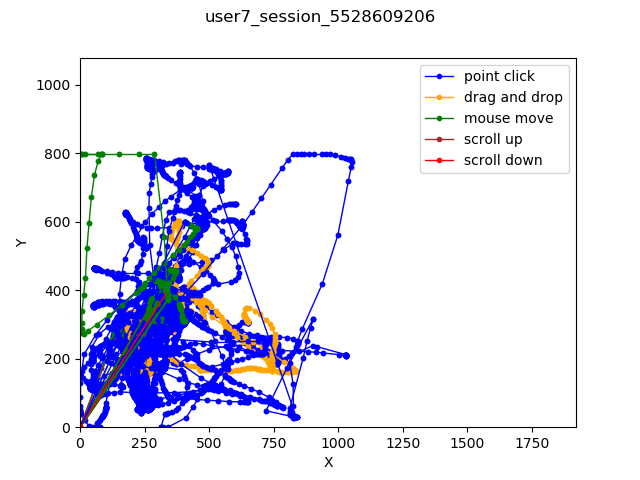 user7_session_5528609206
point click
drag and drop
mouse move
scroll up
scroll down
Y
1000
800
600
400
200
0
0 250 500 750 1000 1250 1500 1750
X